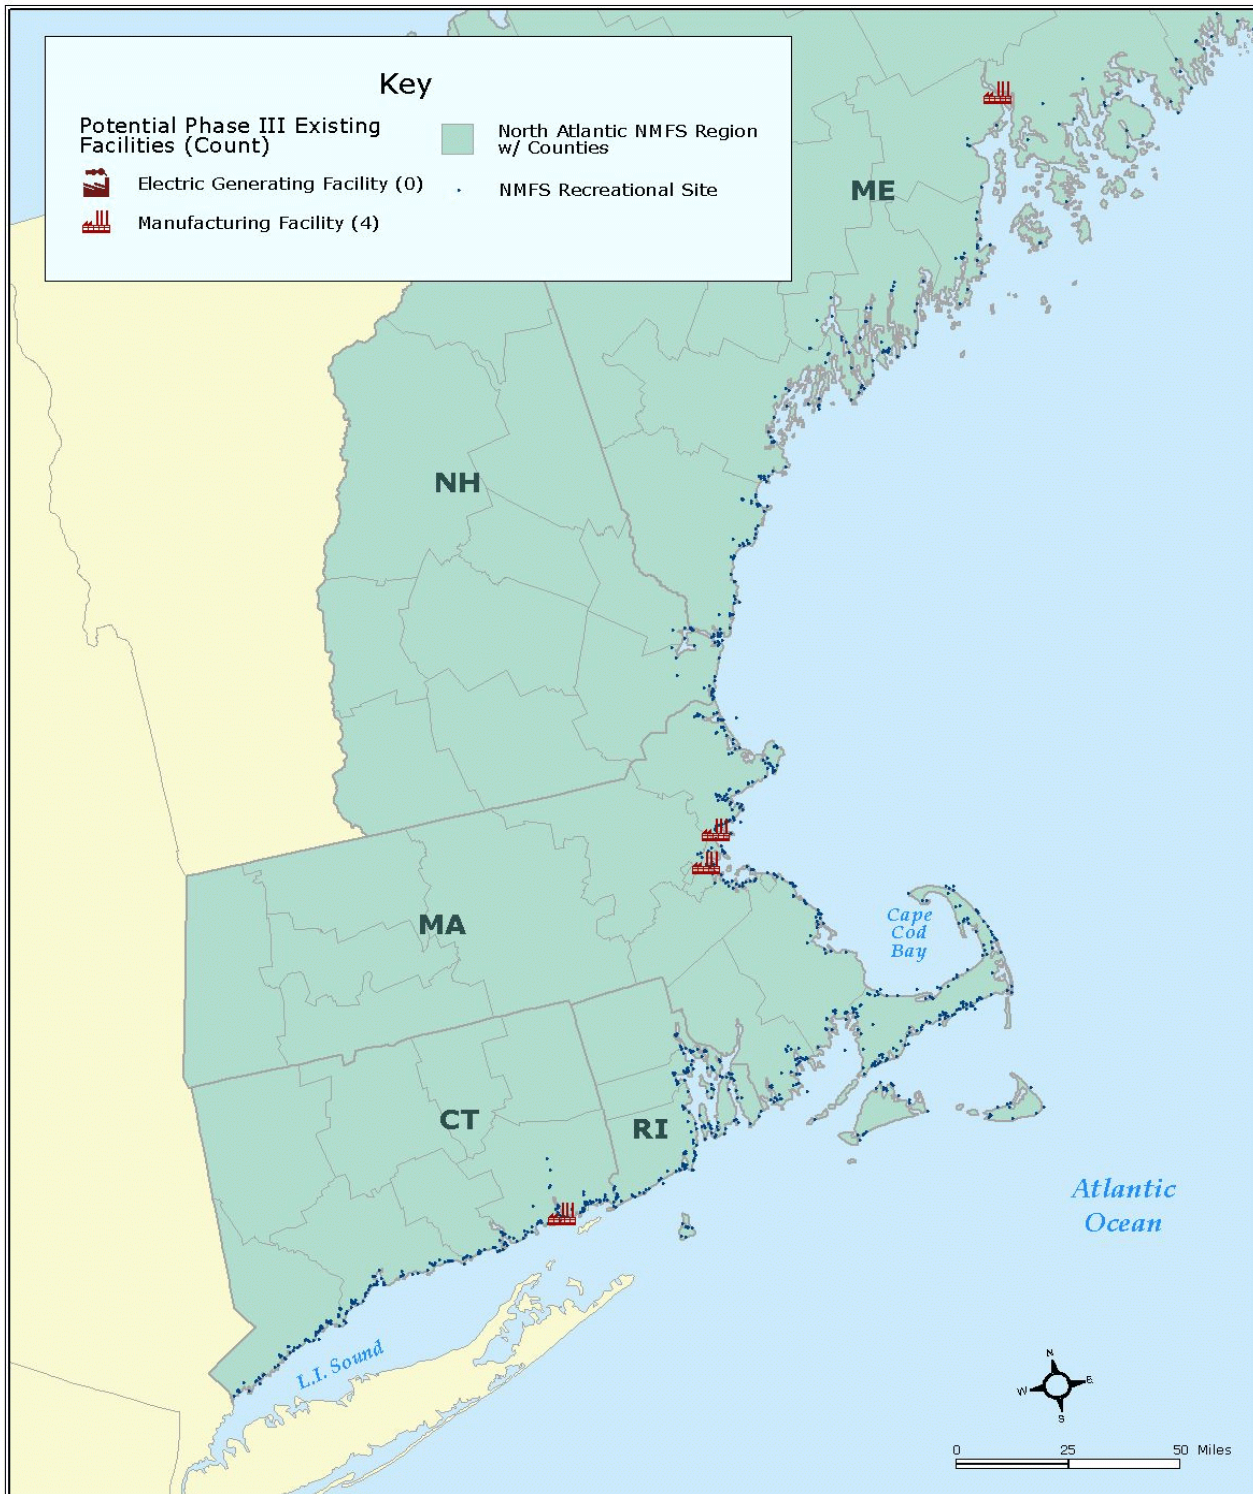 Key
Potential Phase III Existing
Facilities (Count)
Electric Generating Facility (0)
Manufacturing Facility (4)
North Atlantic NMFS Region
w/ Counties
NMFS Recreational Site
ME
NH
MA
Cape
Cod
Bay
CT
RI
Atlantic
Ocean
L.I. Sound
N
W
E
S
0
25
50 Miles